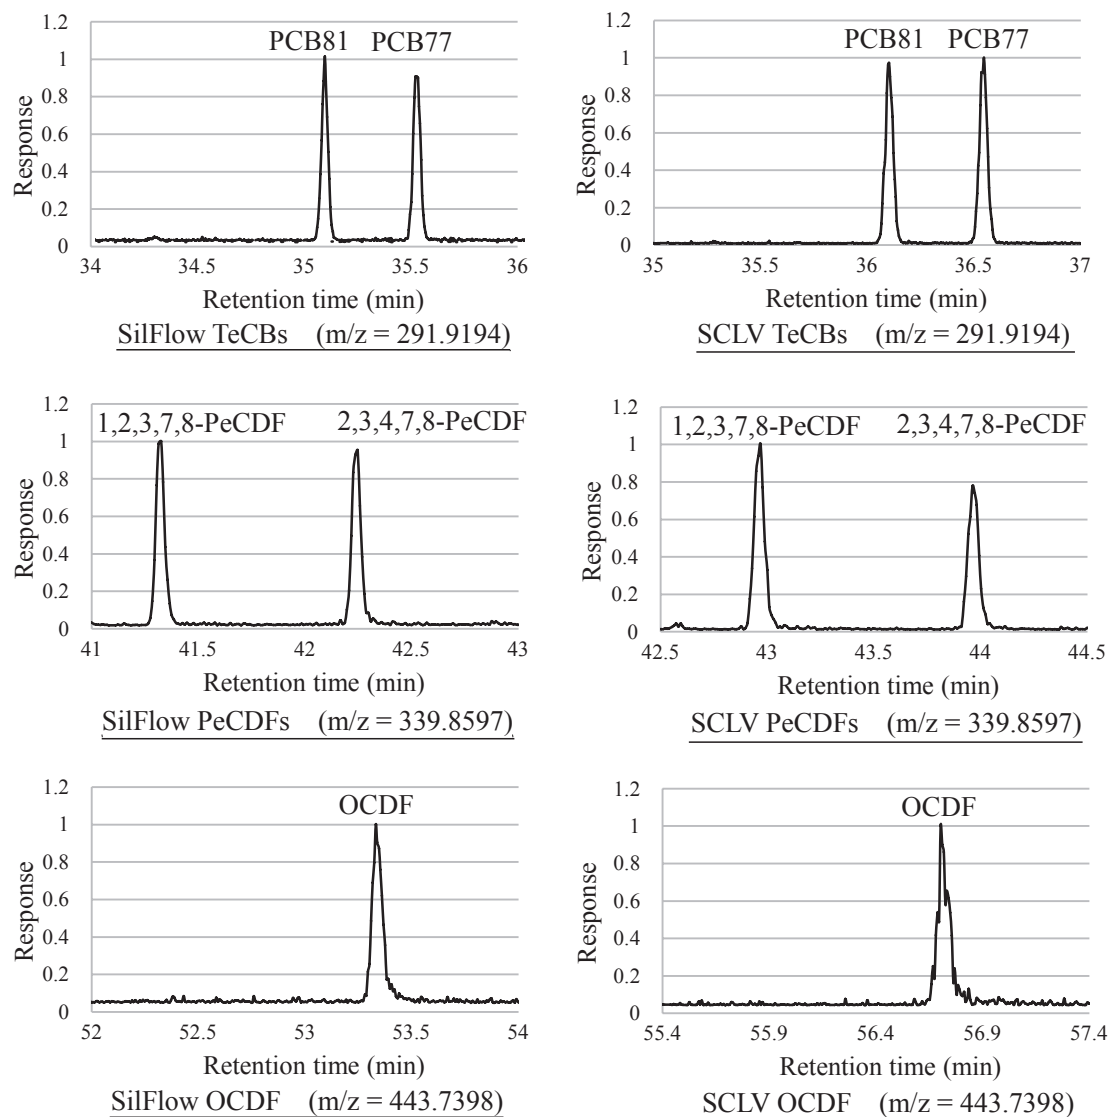 1.2
PCB81 PCB77
1
0.8
0.6
0.4
0.2
0
Response
34 34.5 35 35.5 36
Retention time (min)
SilFlow TeCBs (m/z = 291.9194)
1.2
PCB81 PCB77
1
0.8
0.6
0.4
0.2
0
Response
35 35.5 36 36.5 37
Retention time (min)
SCLV TeCBs (m/z = 291.9194)
1.2
1,2,3,7,8-PeCDF 2,3,4,7,8-PeCDF
1
0.8
0.6
0.4
0.2
0
Response
41 41.5 42 42.5 43
Retention time (min)
SilFlow PeCDFs (m/z = 339.8597)
1.2
1,2,3,7,8-PeCDF 2,3,4,7,8-PeCDF
1
0.8
0.6
0.4
0.2
0
Response
42.5 43 43.5 44 44.5
Retention time (min)
SCLV PeCDFs (m/z = 339.8597)
1.2
OCDF
1
0.8
0.6
0.4
0.2
0
Response
52 52.5 53 53.5 54
Retention time (min)
SilFlow OCDF (m/z = 443.7398)
1.2
OCDF
1
0.8
0.6
0.4
0.2
0
Response
55.4 55.9 56.4 56.9 57.4
Retention time (min)
SCLV OCDF (m/z = 443.7398)